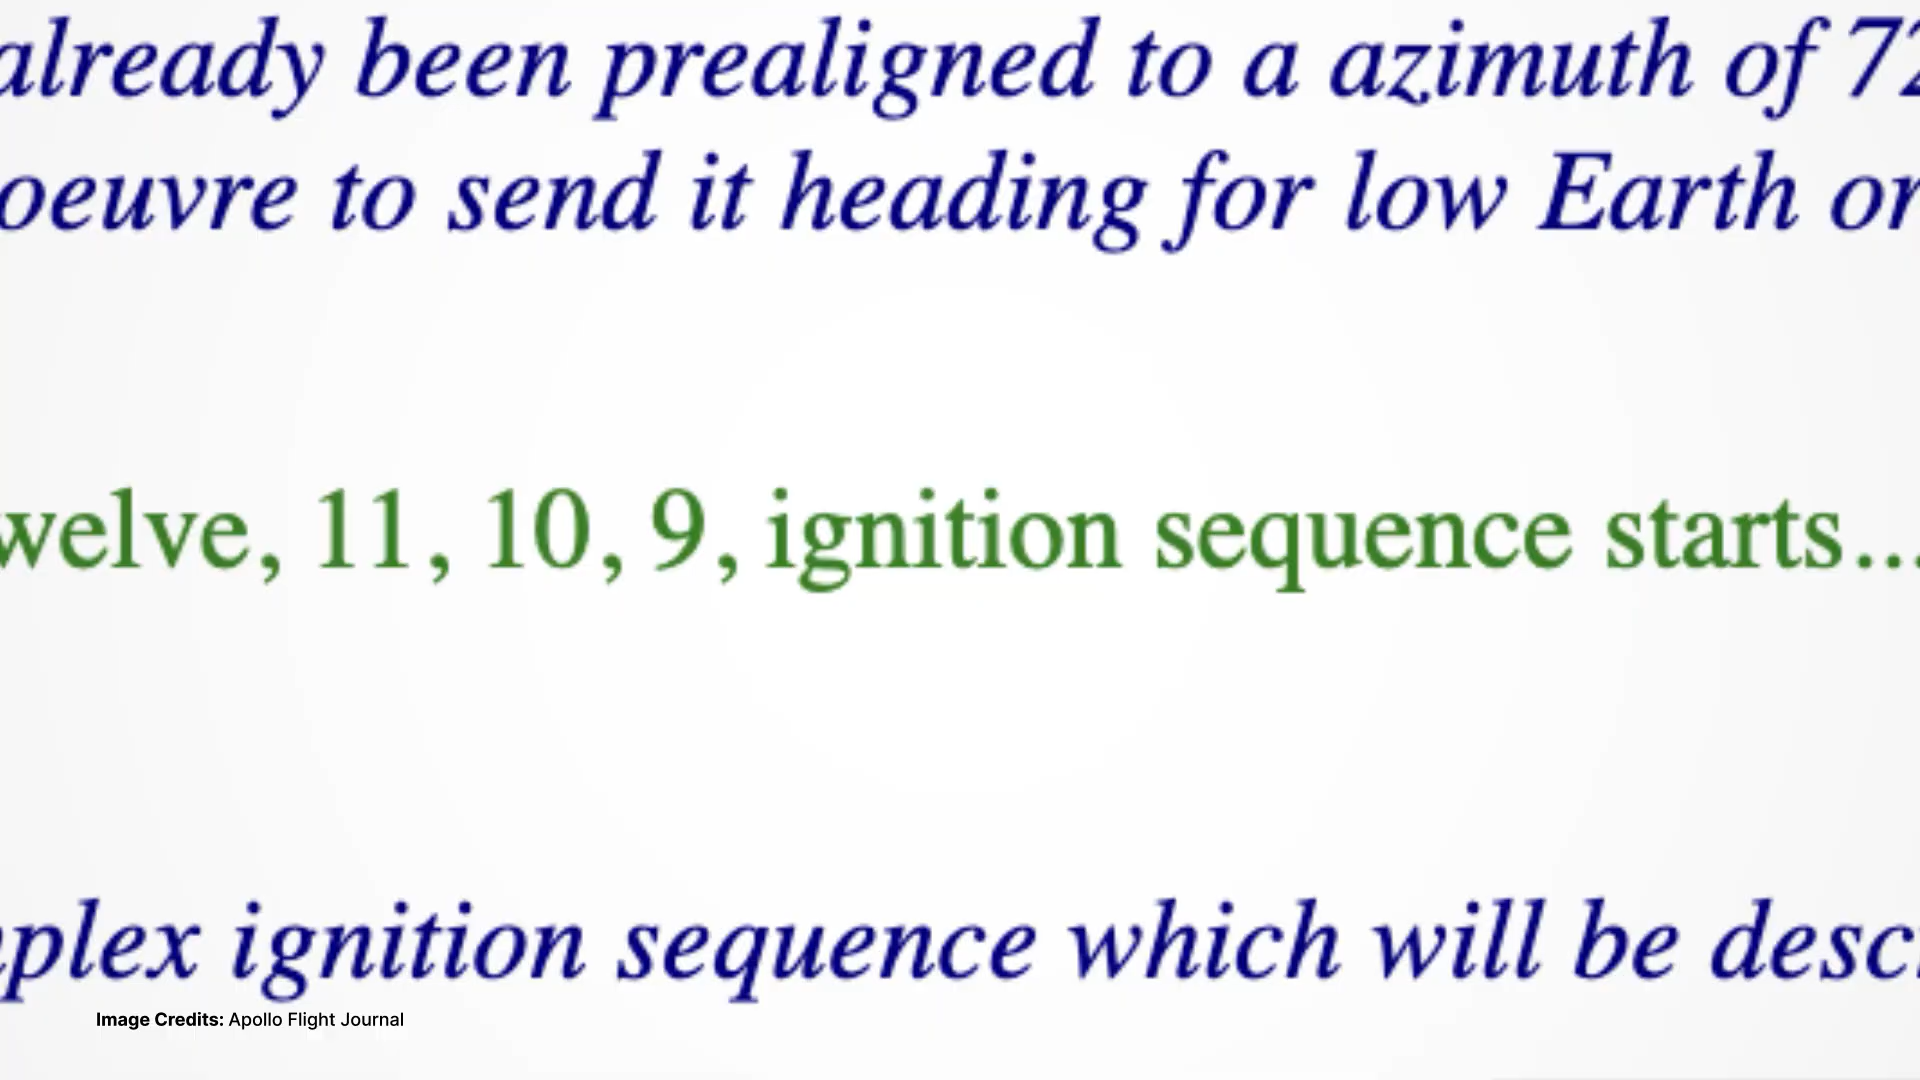 already been prealigned to a azimuth of 72
oeuvre to send it heading for low Earth or
welve, 11, 10, 9, ignition sequence starts...
plex ignition sequence which will be desc
Image Credits: Apollo Flight Journal